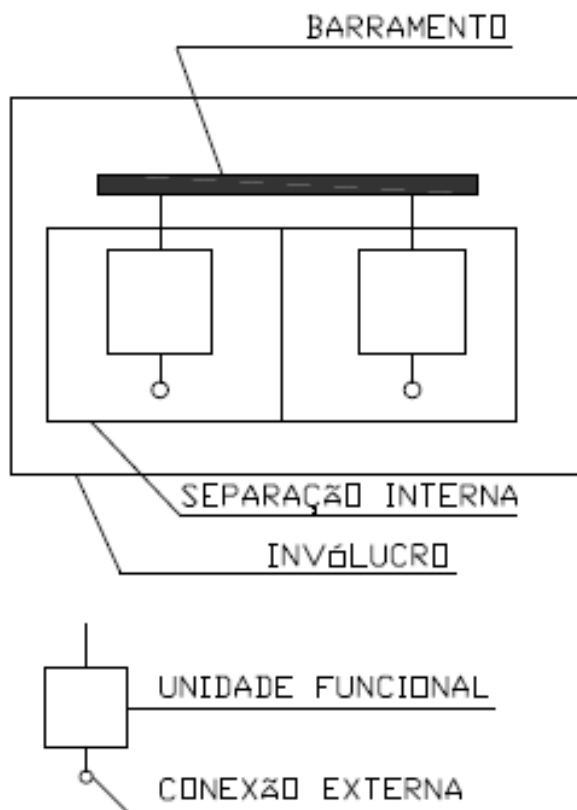 BARRAMENTO
SEPARAÇÃO INTERNA
INVóLUCRO
UNIDADE FUNCIONAL
CONEXÃO EXTERNA